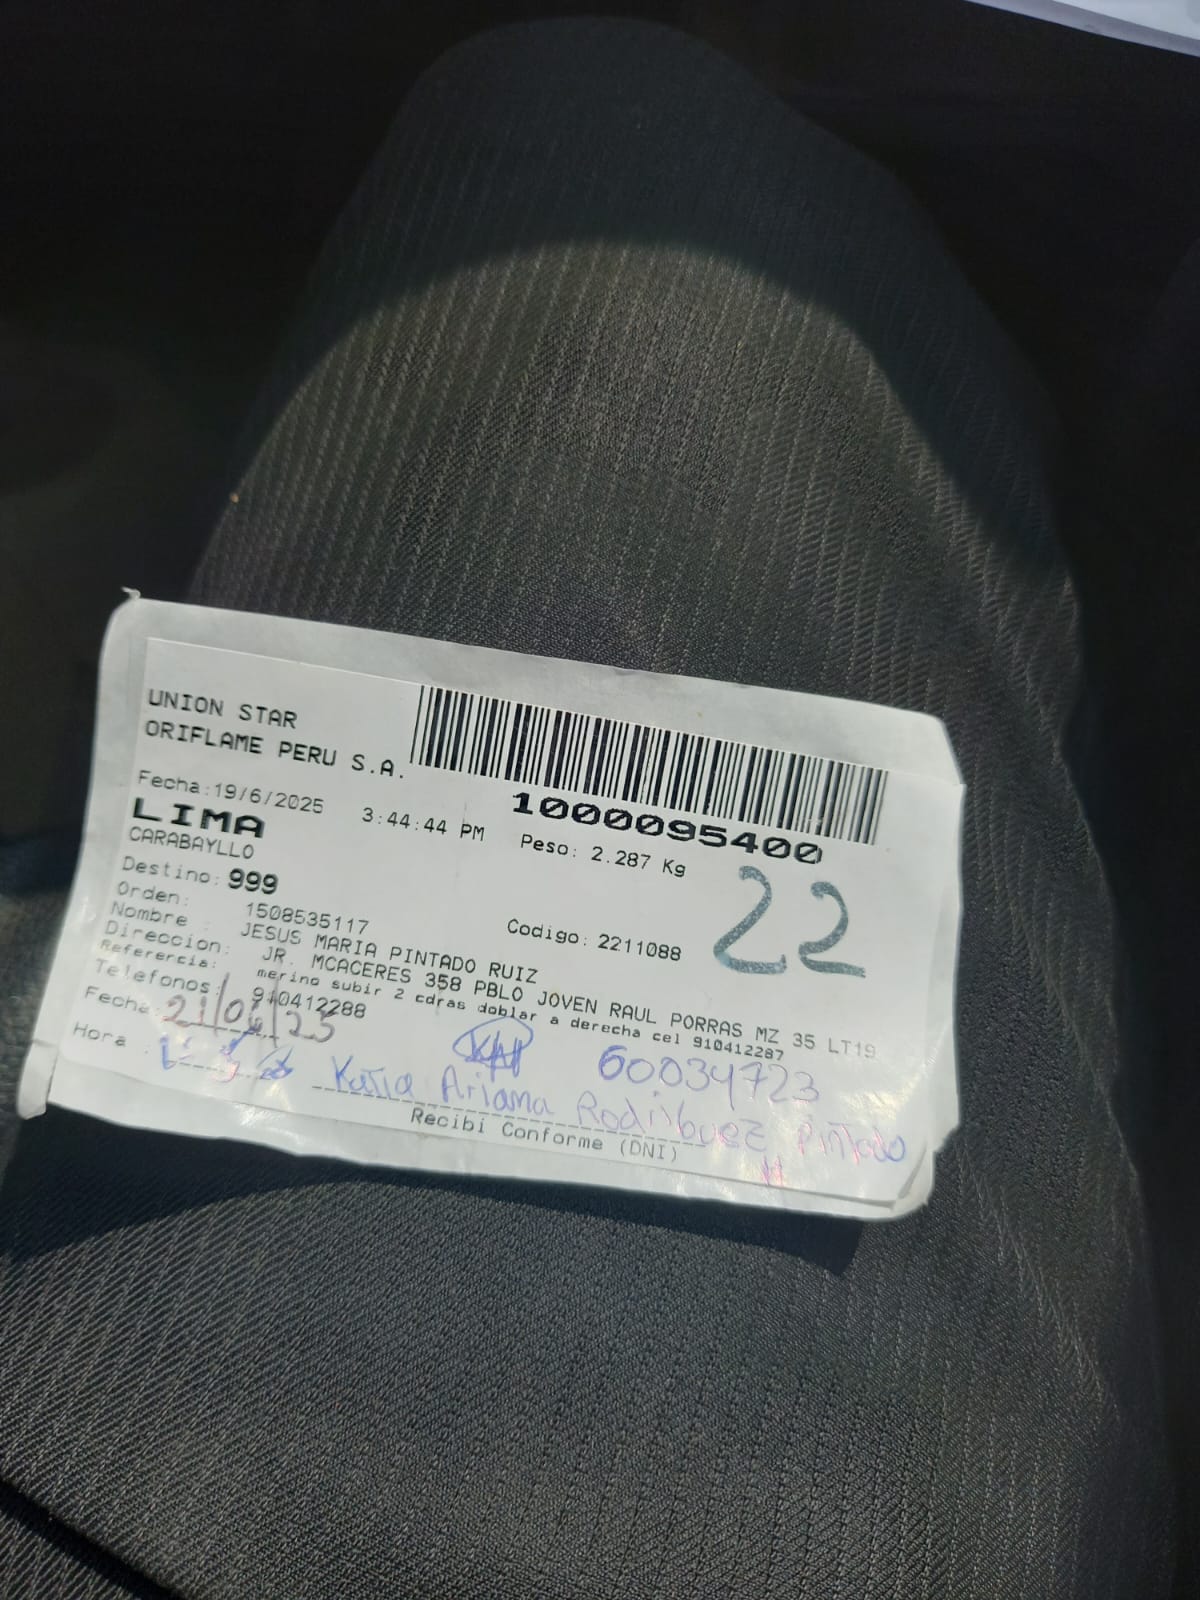 UNION STAR
ORIFLAME PERU S.A.
1000095400
Fecha:19/6/2025 3:44:44 PM Peso: 2.287 Kg
LIMA
CARABAYLLO
22
Destino: 999
Orden: 1508535117 Codigo: 2211088
Nombre : JESUS MARIA PINTADO RUIZ
Direccion: JR. MCACERES 358 PBLO JOVEN RAUL PORRAS MZ 35 LT19
Referencia: merino subir 2 cdras doblar a derecha cel 910412287
Telefonos: 910412288
Fecha: 21/06/25
60034723
Hora :
Katia Ariana Rodriguez Pintado
Recibi Conforme (DNI)